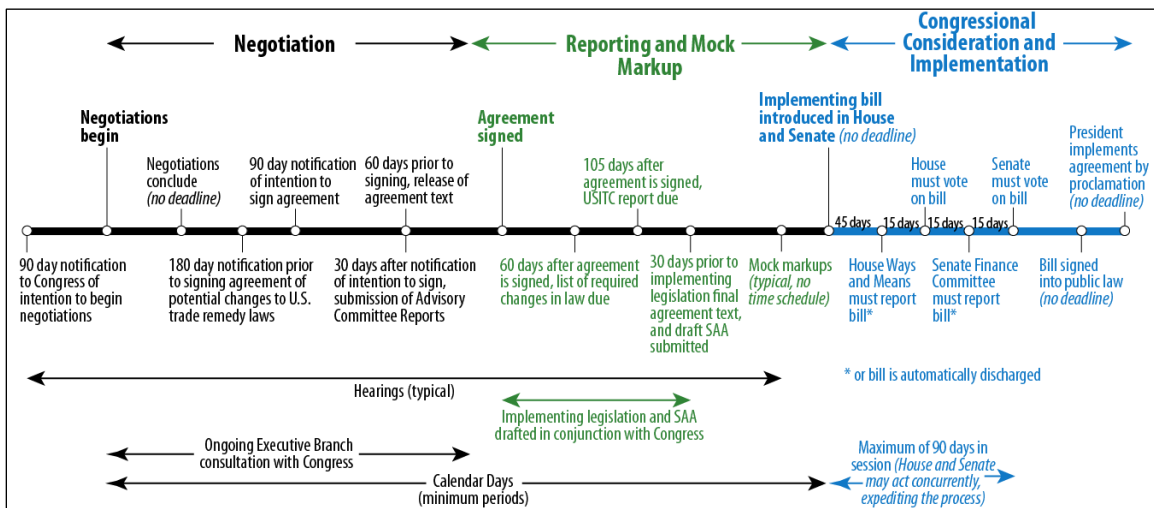 Negotiation
Reporting and Mock
Markup
Congressional
Consideration and
Implementation
Negotiations
begin
Agreement
signed
Implementing bill
introduced in House
and Senate (no deadline)
Negotiations
conclude
(no deadline)
90 day notification
of intention to
sign agreement
60 days prior to
signing, release of
agreement text
105 days after
agreement is signed,
USITC report due
House
must vote
on bill
Senate
must vote on
bill
President
implements
agreement by
proclamation
(no deadline)
45 days
15 days
15 days
15 days
90 day notification
to Congress of
intention to begin
negotiations
180 day notification prior
to signing agreement of
potential changes to U.S.
trade remedy laws
30 days after notification
of intention to sign,
submission of Advisory
Committee Reports
60 days after agreement
is signed, list of required
changes in law due
30 days prior to
implementing
legislation final
agreement text,
and draft SAA
submitted
Mock markups
(typical, no
time schedule)
House Ways
and Means
must report
bill*
Senate Finance
Committee
must report
bill*
Bill signed
into public law
(no deadline)
Hearings (typical)
* or bill is automatically discharged
Implementing legislation and SAA
drafted in conjunction with Congress
Ongoing Executive Branch
consultation with Congress
Calendar Days
(minimum periods)
Maximum of 90 days in
session (House and Senate
may act concurrently,
expediting the process)